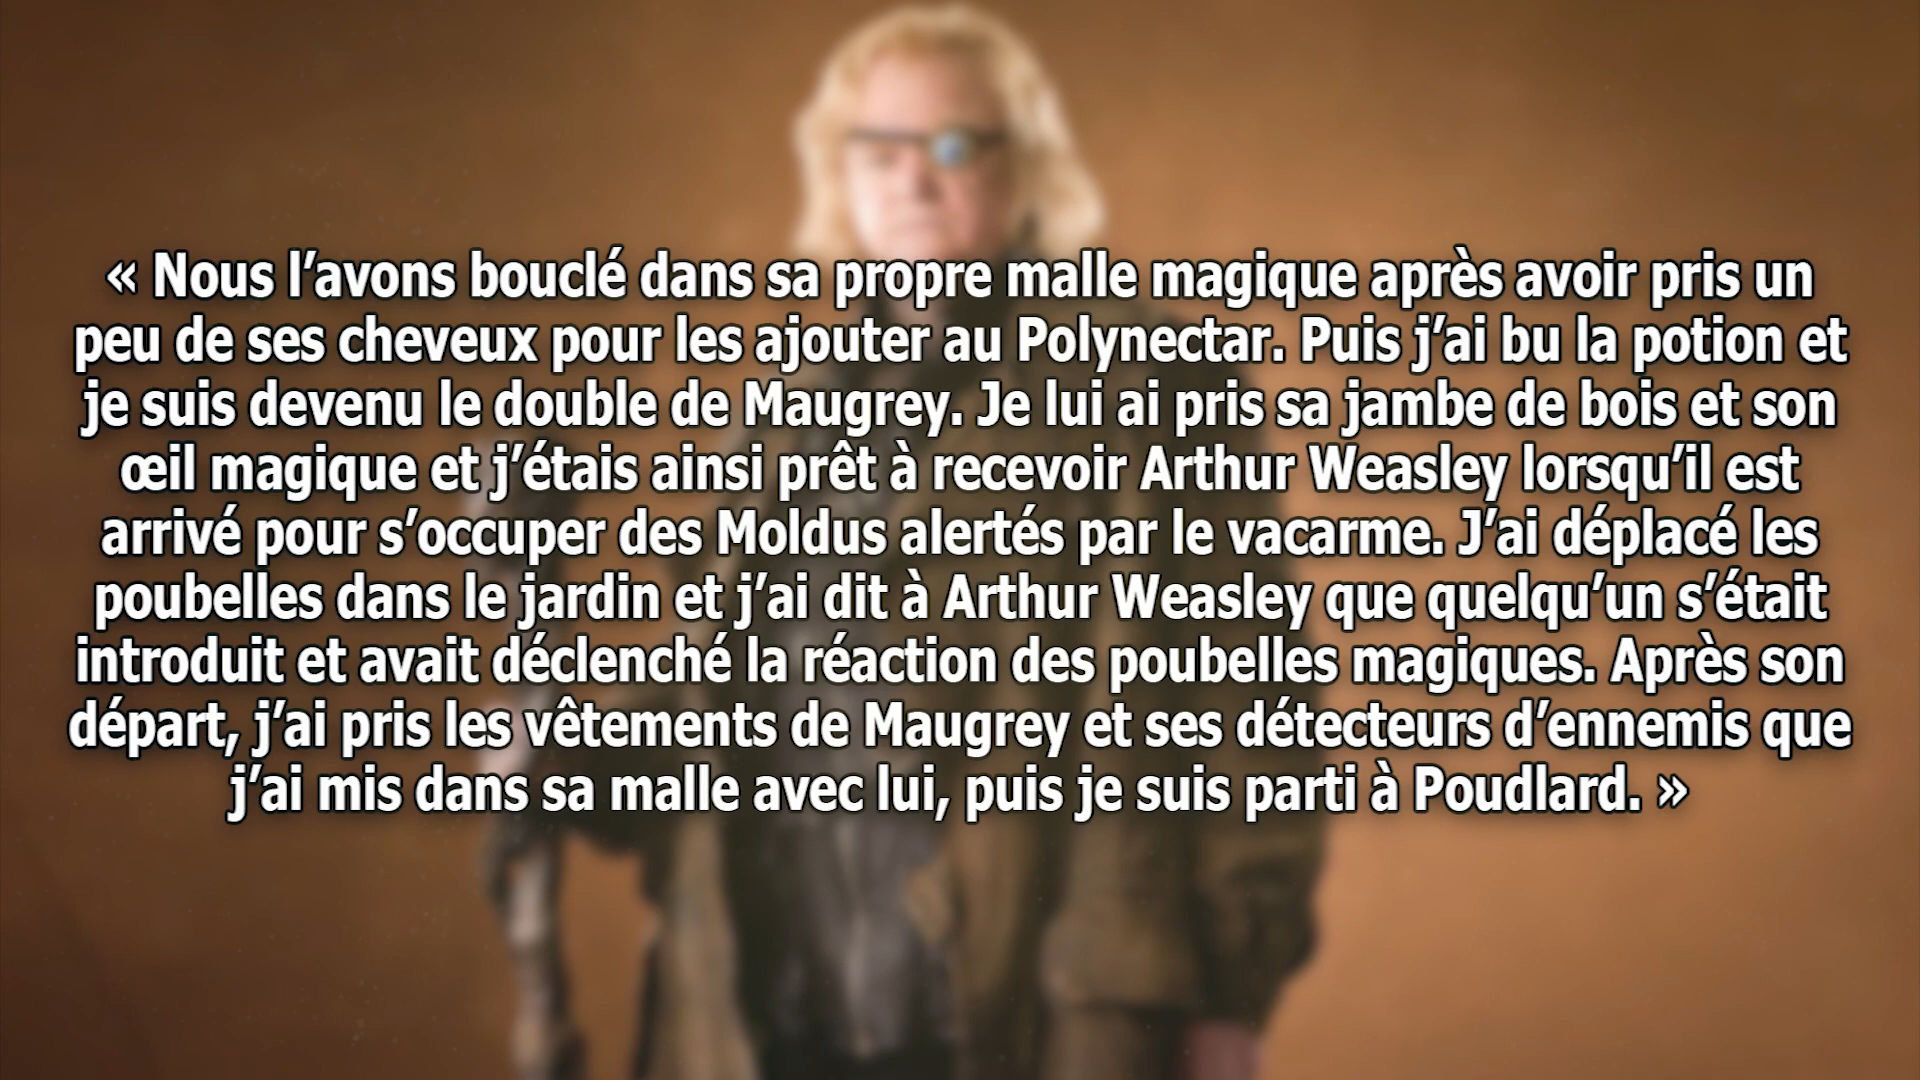 « Nous l’avons bouclé dans sa propre malle magique après avoir pris un
peu de ses cheveux pour les ajouter au Polynectar. Puis j’ai bu la potion et
je suis devenu le double de Maugrey. Je lui ai pris sa jambe de bois et son
œil magique et j’étais ainsi prêt à recevoir Arthur Weasley lorsqu’il est
arrivé pour s’occuper des Moldus alertés par le vacarme. J’ai déplacé les
poubelles dans le jardin et j’ai dit à Arthur Weasley que quelqu’un s’était
introduit et avait déclenché la réaction des poubelles magiques. Après son
départ, j’ai pris les vêtements de Maugrey et ses détecteurs d’ennemis que
j’ai mis dans sa malle avec lui, puis je suis parti à Poudlard. »